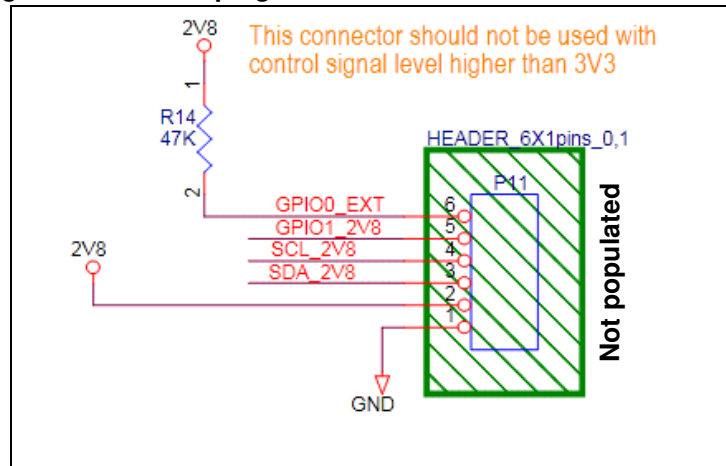 2V8
This connector should not be used with
control signal level higher than 3V3
1
R14
47K
2
HEADER_6X1pins_0,1
P11
GPIO0_EXT
6
GPIO1_2V8
5
SCL_2V8
4
SDA_2V8
3
2V8
2
1
GND
Not populated